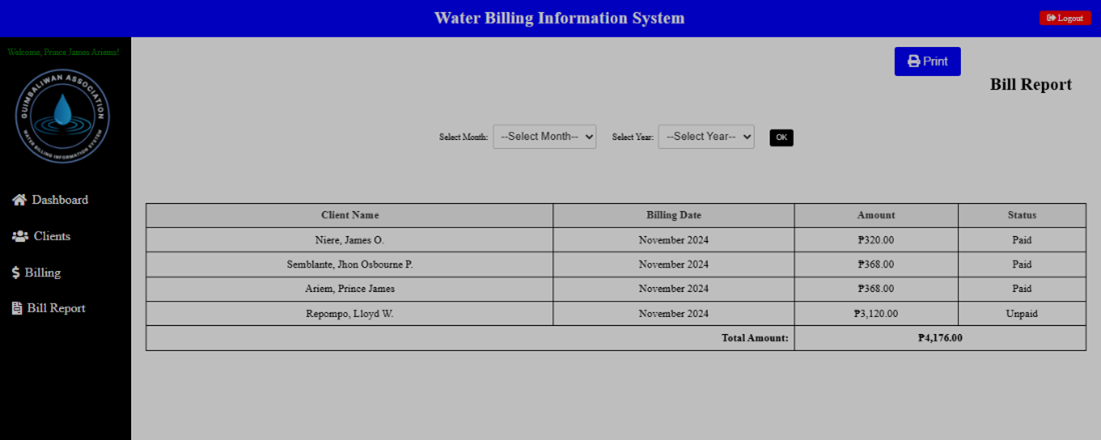 Water Billing Information System
Logout
Welcome, Prince James Ariem!
GUIMBALIWAN ASSOCIATION
WATER BILLING INFORMATION SYSTEM
Dashboard
Clients
Billing
Bill Report
Print
Bill Report
Select Month: --Select Month-- Select Year: --Select Year-- OK
Client Name Billing Date Amount Status
Niere, James O. November 2024 ₱320.00 Paid
Semblante, Jhon Osbourne P. November 2024 ₱368.00 Paid
Ariem, Prince James November 2024 ₱368.00 Paid
Repompo, Lloyd W. November 2024 ₱3,120.00 Unpaid
Total Amount: ₱4,176.00